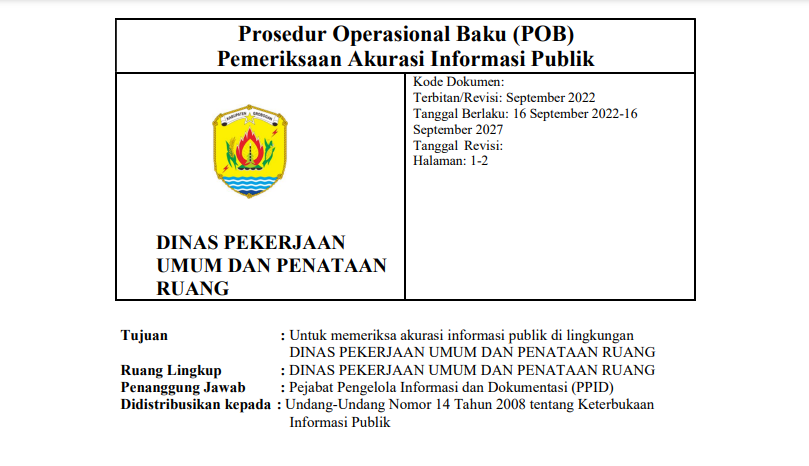 Prosedur Operasional Baku (POB)
Pemeriksaan Akurasi Informasi Publik
KABUPATEN GROBOGAN
DINAS PEKERJAAN
UMUM DAN PENATAAN
RUANG
Kode Dokumen:
Terbitan/Revisi: September 2022
Tanggal Berlaku: 16 September 2022-16
September 2027
Tanggal Revisi:
Halaman: 1-2
Tujuan : Untuk memeriksa akurasi informasi publik di lingkungan
DINAS PEKERJAAN UMUM DAN PENATAAN RUANG
Ruang Lingkup : DINAS PEKERJAAN UMUM DAN PENATAAN RUANG
Penanggung Jawab : Pejabat Pengelola Informasi dan Dokumentasi (PPID)
Didistribusikan kepada : Undang-Undang Nomor 14 Tahun 2008 tentang Keterbukaan
Informasi Publik